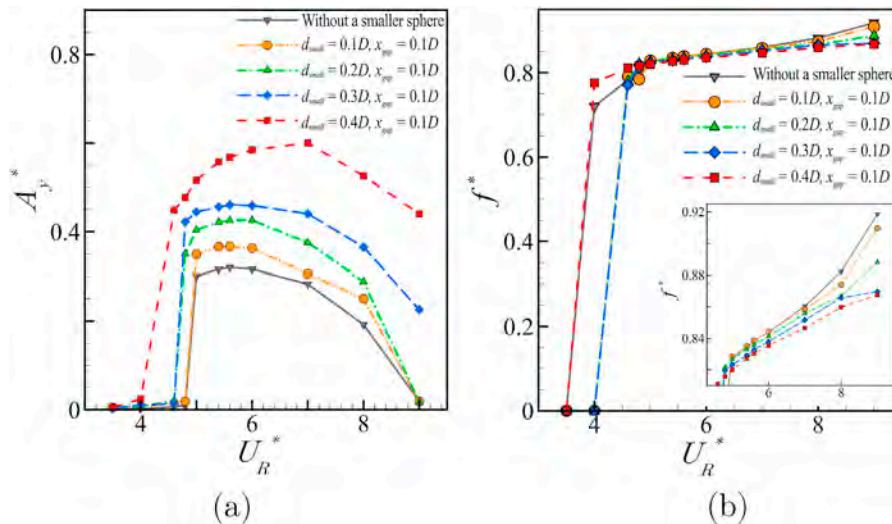 Without a smaller sphere
d_small = 0.1D, x_gap = 0.1D
d_small = 0.2D, x_gap = 0.1D
d_small = 0.3D, x_gap = 0.1D
d_small = 0.4D, x_gap = 0.1D
0.8
0.4
0
A_y^*
4
6
8
U_R^*
(a)
Without a smaller sphere
d_small = 0.1D, x_gap = 0.1D
d_small = 0.2D, x_gap = 0.1D
d_small = 0.3D, x_gap = 0.1D
d_small = 0.4D, x_gap = 0.1D
0.8
0.6
0.4
0.2
0
f^*
4
6
8
U_R^*
0.92
0.88
0.84
f^*
6
8
(b)